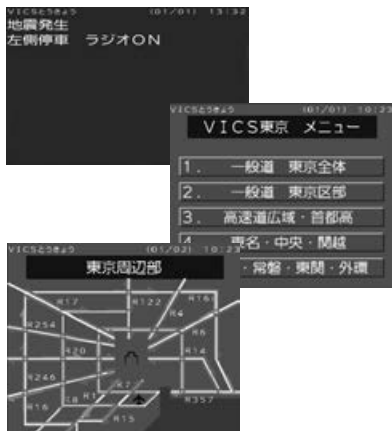 VICSとうきょう (01/01) 13:32
地震発生
左側停車 ラジオON
VICSとうきょう (01/01) 10:23
VICS東京 メニュー
1. 一般道 東京全体
2. 一般道 東京区部
3. 高速道広域・首都高
4. 東名・中央・関越
・常磐・東関・外環
VICSとうきょう (01/02) 10:23
東京周辺部
R17
R122
R16
R4
R254
R6
R20
R14
R246
R7
R1
C8
R16
R15
R357